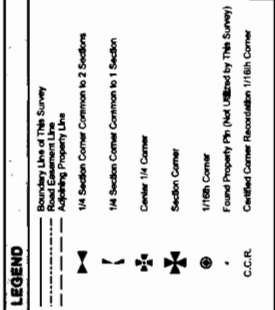 LEGEND
Boundary Line of This Survey
Road Easement Line
Adjoining Property Line
1/4 Section Corner Common to 2 Sections
1/4 Section Corner Common to 1 Section
Center 1/4 Corner
Section Corner
1/16th Corner
Found Property Pin (Not Utilized by This Survey)
C.C.R. Certified Corner Recordation 1/16th Corner